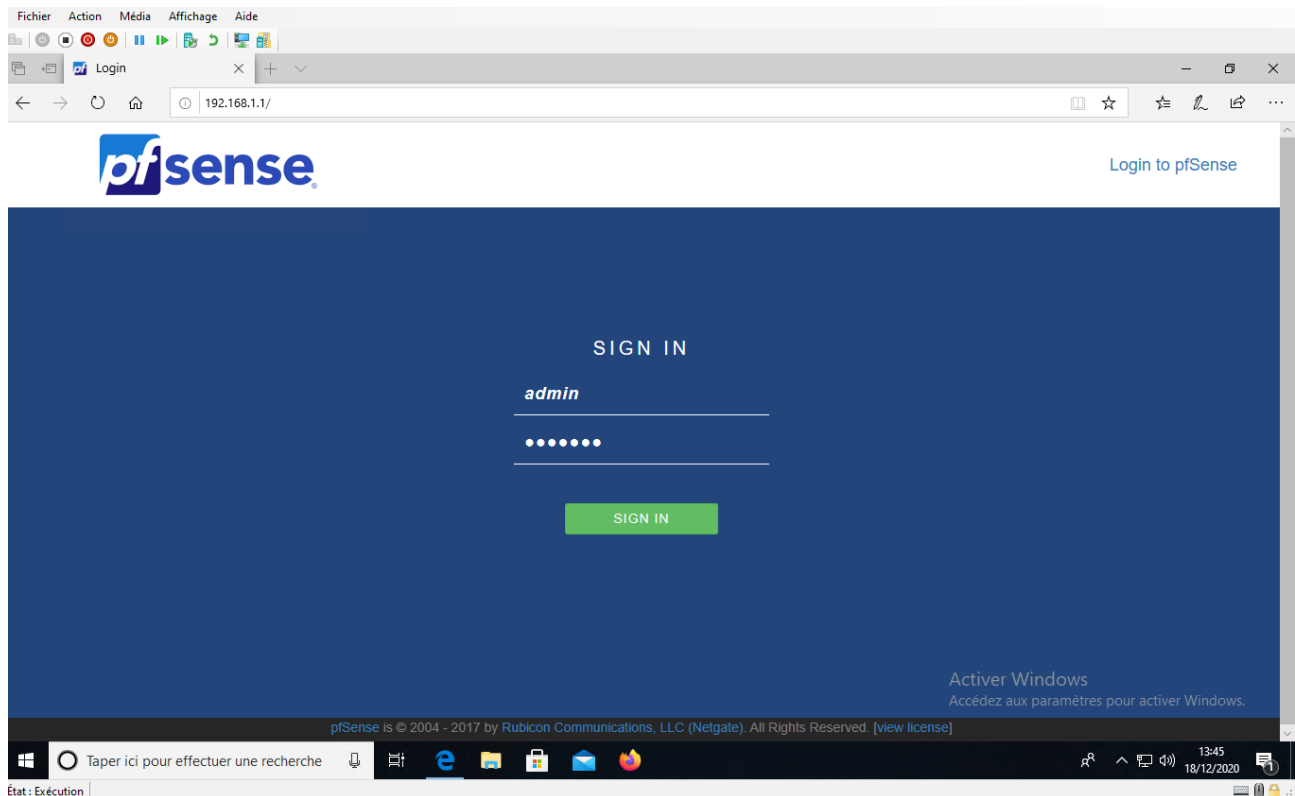 Fichier Action Média Affichage Aide
Login
192.168.1.1/
pfsense®
Login to pfSense
SIGN IN
admin
•••••••
SIGN IN
Activer Windows
Accédez aux paramètres pour activer Windows.
pfSense is © 2004 - 2017 by Rubicon Communications, LLC (Netgate). All Rights Reserved. [view license]
Taper ici pour effectuer une recherche
13:45
18/12/2020
1
État : Exécution